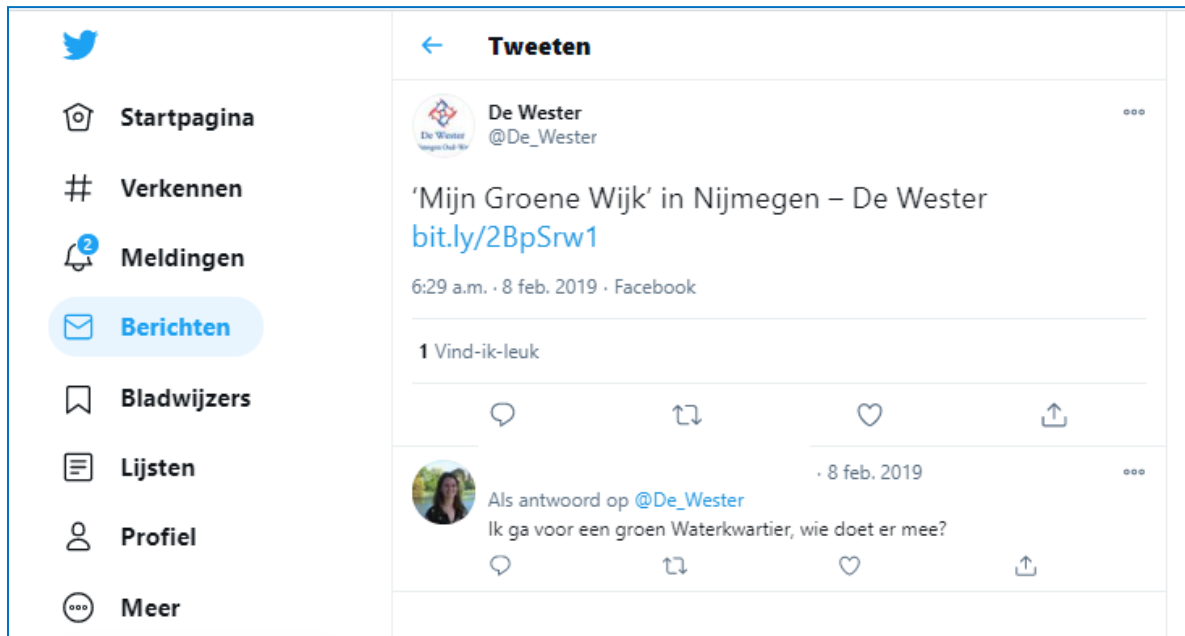 Tweeten
Startpagina
Verkennen
2
Meldingen
Berichten
Bladwijzers
Lijsten
Profiel
Meer
De Wester
De Wester
@De_Wester
‘Mijn Groene Wijk’ in Nijmegen – De Wester
bit.ly/2BpSrw1
6:29 a.m. · 8 feb. 2019 · Facebook
1 Vind-ik-leuk
· 8 feb. 2019
Als antwoord op @De_Wester
Ik ga voor een groen Waterkwartier, wie doet er mee?